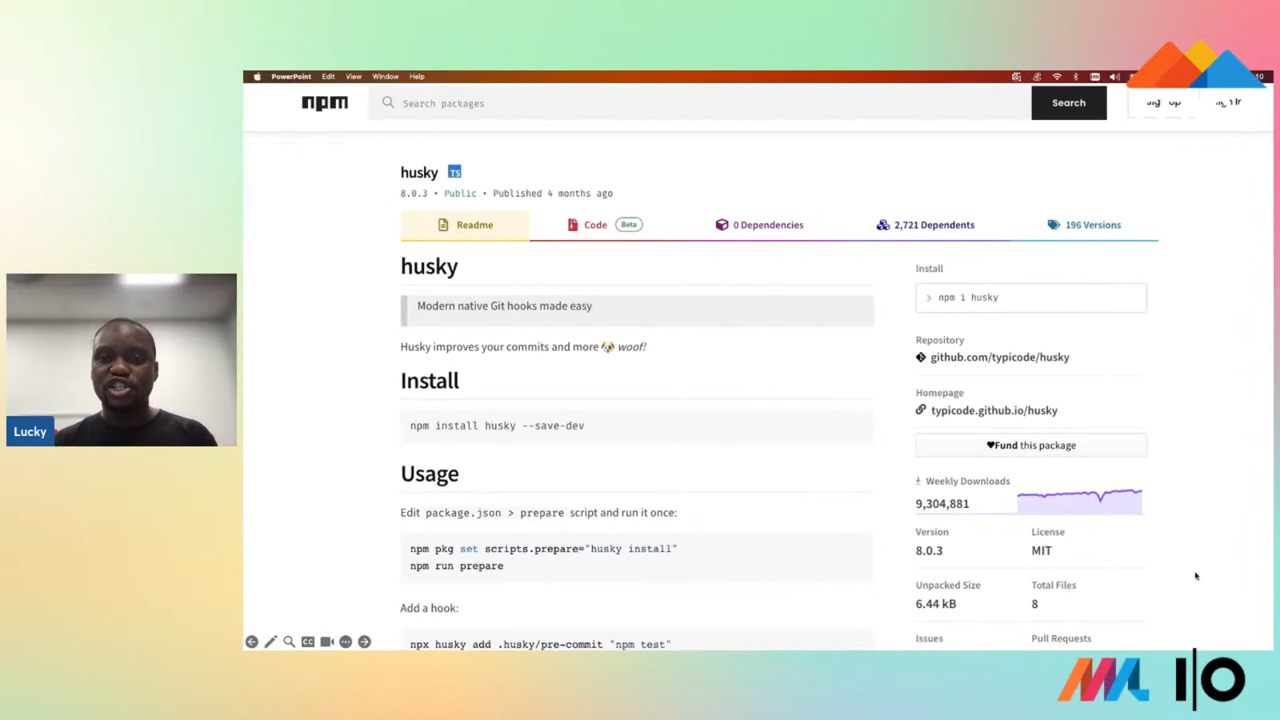 PowerPoint Edit View Window Help
npm
Search packages
Search
husky TS
8.0.3 • Public • Published 4 months ago
Readme
Code Beta
0 Dependencies
2,721 Dependents
196 Versions
husky
Modern native Git hooks made easy
Husky improves your commits and more 🐶 woof!
Install
npm install husky --save-dev
Usage
Edit package.json > prepare script and run it once:
npm pkg set scripts.prepare="husky install"
npm run prepare
Add a hook:
npx husky add .husky/pre-commit "npm test"
Install
> npm i husky
Repository
github.com/typicode/husky
Homepage
typicode.github.io/husky
♥Fund this package
Weekly Downloads
9,304,881
Version
8.0.3
License
MIT
Unpacked Size
6.44 kB
Total Files
8
Issues
Pull Requests
CC
Lucky
I/O